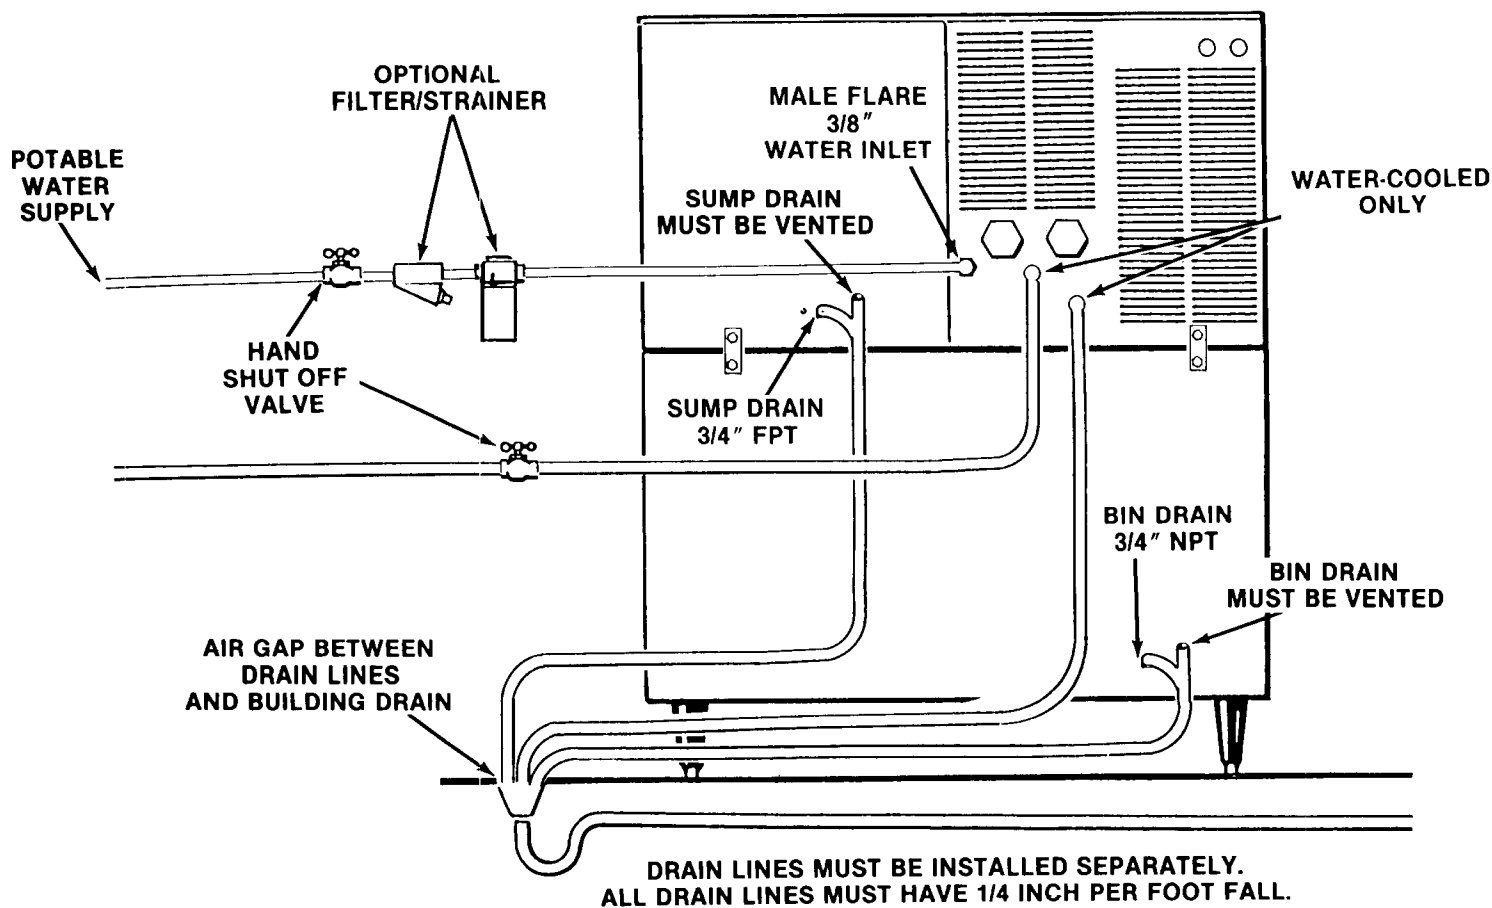 OPTIONAL
FILTER/STRAINER
POTABLE
WATER
SUPPLY
MALE FLARE
3/8"
WATER INLET
SUMP DRAIN
MUST BE VENTED
WATER-COOLED
ONLY
HAND
SHUT OFF
VALVE
SUMP DRAIN
3/4" FPT
BIN DRAIN
3/4" NPT
BIN DRAIN
MUST BE VENTED
AIR GAP BETWEEN
DRAIN LINES
AND BUILDING DRAIN
DRAIN LINES MUST BE INSTALLED SEPARATELY.
ALL DRAIN LINES MUST HAVE 1/4 INCH PER FOOT FALL.